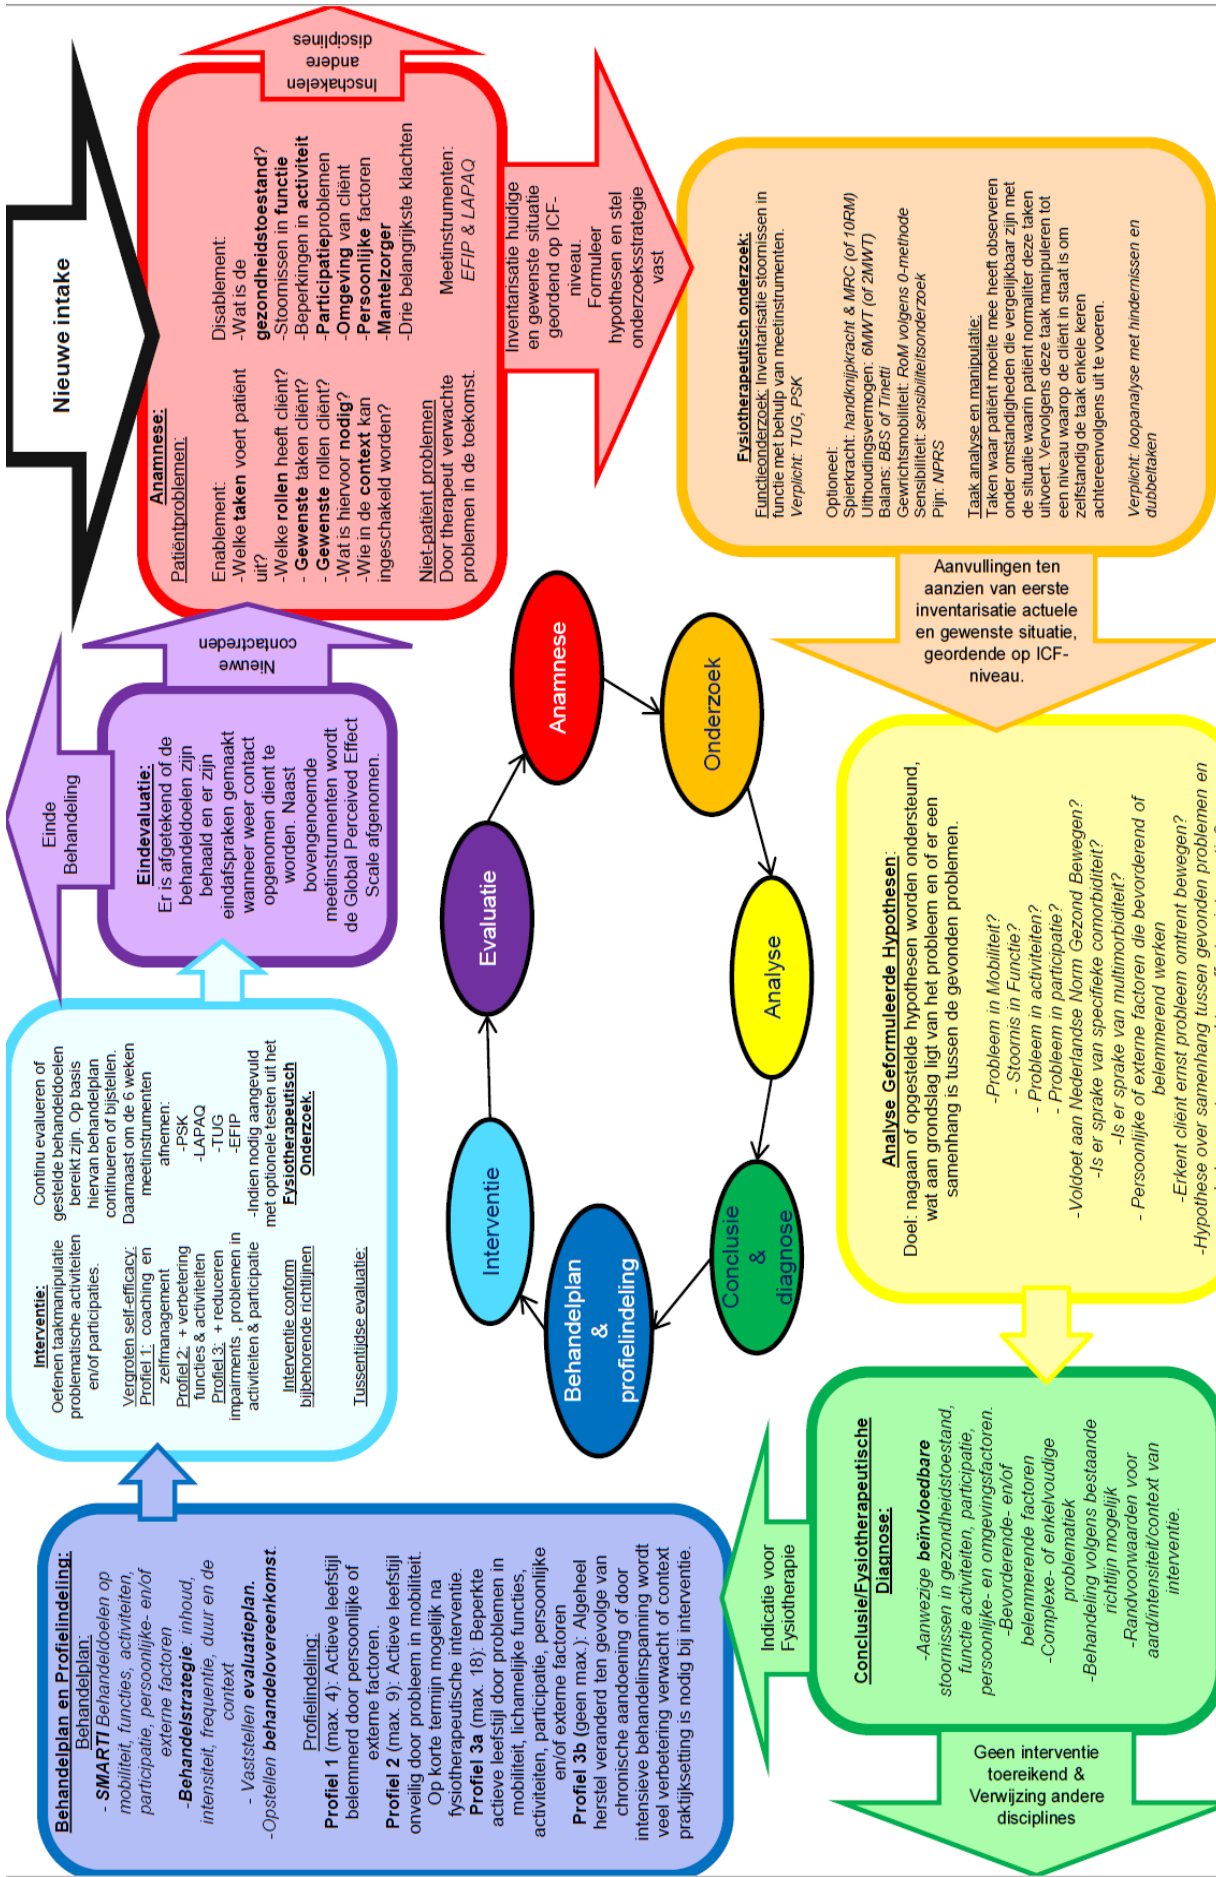 Nieuwe intake
Anamnese:
Patiëntproblemen:
Enablement:
-Welke taken voert patiënt
uit?
-Welke rollen heeft cliënt?
- Gewenste taken cliënt?
- Gewenste rollen cliënt?
-Wat is hiervoor nodig?
-Wie in de context kan
ingeschakeld worden?
Niet-patiënt problemen
Door therapeut verwachte
problemen in de toekomst.
Disablement:
-Wat is de
gezondheidstoestand?
-Stoornissen in functie
-Beperkingen in activiteit
-Participatieproblemen
-Omgeving van cliënt
-Persoonlijke factoren
-Mantelzorger
-Drie belangrijkste klachten
Meetinstrumenten:
EFIP & LAPAQ
Inschakelen
andere
disciplines
Inventarisatie huidige
en gewenste situatie
geordend op ICF-
niveau.
Formuleer
hypothesen en stel
onderzoeksstrategie
vast
Fysiotherapeutisch onderzoek:
Functieonderzoek: Inventarisatie stoornissen in
functie met behulp van meetinstrumenten.
Verplicht: TUG, PSK
Optioneel:
Spierkracht: handknijpkracht & MRC (of 10RM)
Uithoudingsvermogen: 6MWT (of 2MWT)
Balans: BBS of Tinetti
Gewrichtsmobiliteit: RoM volgens 0-methode
Sensibiliteit: sensibiliteitsonderzoek
Pijn: NPRS
Taak analyse en manipulatie:
Taken waar patiënt moeite mee heeft observeren
onder omstandigheden die vergelijkbaar zijn met
de situatie waarin patiënt normaliter deze taken
uitvoert. Vervolgens deze taak manipuleren tot
een niveau waarop de cliënt in staat is om
zelfstandig de taak enkele keren
achtereenvolgens uit te voeren.
Verplicht: loopanalyse met hindernissen en
dubbeltaken
Aanvullingen ten
aanzien van eerste
inventarisatie actuele
en gewenste situatie,
geordende op ICF-
niveau.
Analyse Geformuleerde Hypothesen:
Doel: nagaan of opgestelde hypothesen worden ondersteund,
wat aan grondslag ligt van het probleem en of er een
samenhang is tussen de gevonden problemen.
-Probleem in Mobiliteit?
- Stoornis in Functie?
- Probleem in activiteiten?
- Probleem in participatie?
-Voldoet aan Nederlandse Norm Gezond Bewegen?
-Is er sprake van specifieke comorbiditeit?
-Is er sprake van multimorbiditeit?
- Persoonlijke of externe factoren die bevorderend of
belemmerend werken
-Erkent cliënt ernst probleem omtrent bewegen?
-Hypothese over samenhang tussen gevonden problemen en
Conclusie/Fysiotherapeutische
Diagnose:
-Aanwezige beïnvloedbare
stoornissen in gezondheidstoestand,
functie activiteiten, participatie,
persoonlijke- en omgevingsfactoren.
-Bevorderende- en/of
belemmerende factoren
-Complexe- of enkelvoudige
problematiek
-Behandeling volgens bestaande
richtlijn mogelijk
-Randvoorwaarden voor
aard/intensiteit/context van
interventie.
Geen interventie
toereikend &
Verwijzing andere
disciplines
Indicatie voor
Fysiotherapie
Behandelplan en Profielindeling:
Behandelplan:
- SMARTI Behandeldoelen op
mobiliteit, functies, activiteiten,
participatie, persoonlijke- en/of
externe factoren
-Behandelstrategie: inhoud,
intensiteit, frequentie, duur en de
context
- Vaststellen evaluatieplan.
-Opstellen behandelovereenkomst.
Profielindeling:
Profiel 1 (max. 4): Actieve leefstijl
belemmerd door persoonlijke of
externe factoren.
Profiel 2 (max. 9): Actieve leefstijl
onveilig door probleem in mobiliteit.
Op korte termijn mogelijk na
fysiotherapeutische interventie.
Profiel 3a (max. 18): Beperkte
actieve leefstijl door problemen in
mobiliteit, lichamelijke functies,
activiteiten, participatie, persoonlijke
en/of externe factoren
Profiel 3b (geen max.): Algeheel
herstel veranderd ten gevolge van
chronische aandoening of door
intensieve behandelinspanning wordt
veel verbetering verwacht of context
praktijksetting is nodig bij interventie.
Interventie:
Oefenen taakmanipulatie
problematische activiteiten
en/of participaties.
Vergroten self-efficacy:
Profiel 1: coaching en
zelfmanagement
Profiel 2: + verbetering
functies & activiteiten
Profiel 3: + reduceren
impairments , problemen in
activiteiten & participatie
Interventie conform
bijbehorende richtlijnen
Tussentijdse evaluatie:
Continu evalueren of
gestelde behandeldoelen
bereikt zijn. Op basis
hiervan behandelplan
continueren of bijstellen.
Daarnaast om de 6 weken
meetinstrumenten
afnemen:
-PSK
-LAPAQ
-TUG
-EFIP
-Indien nodig aangevuld
met optionele testen uit het
Fysiotherapeutisch
Onderzoek.
Eindevaluatie:
Er is afgetekend of de
behandeldoelen zijn
behaald en er zijn
eindafspraken gemaakt
wanneer weer contact
opgenomen dient te
worden. Naast
bovengenoemde
meetinstrumenten wordt
de Global Perceived Effect
Scale afgenomen.
Einde
Behandeling
Nieuwe
contactreden
Anamnese
Onderzoek
Analyse
Conclusie
&
diagnose
Behandelplan
&
profielindeling
Interventie
Evaluatie